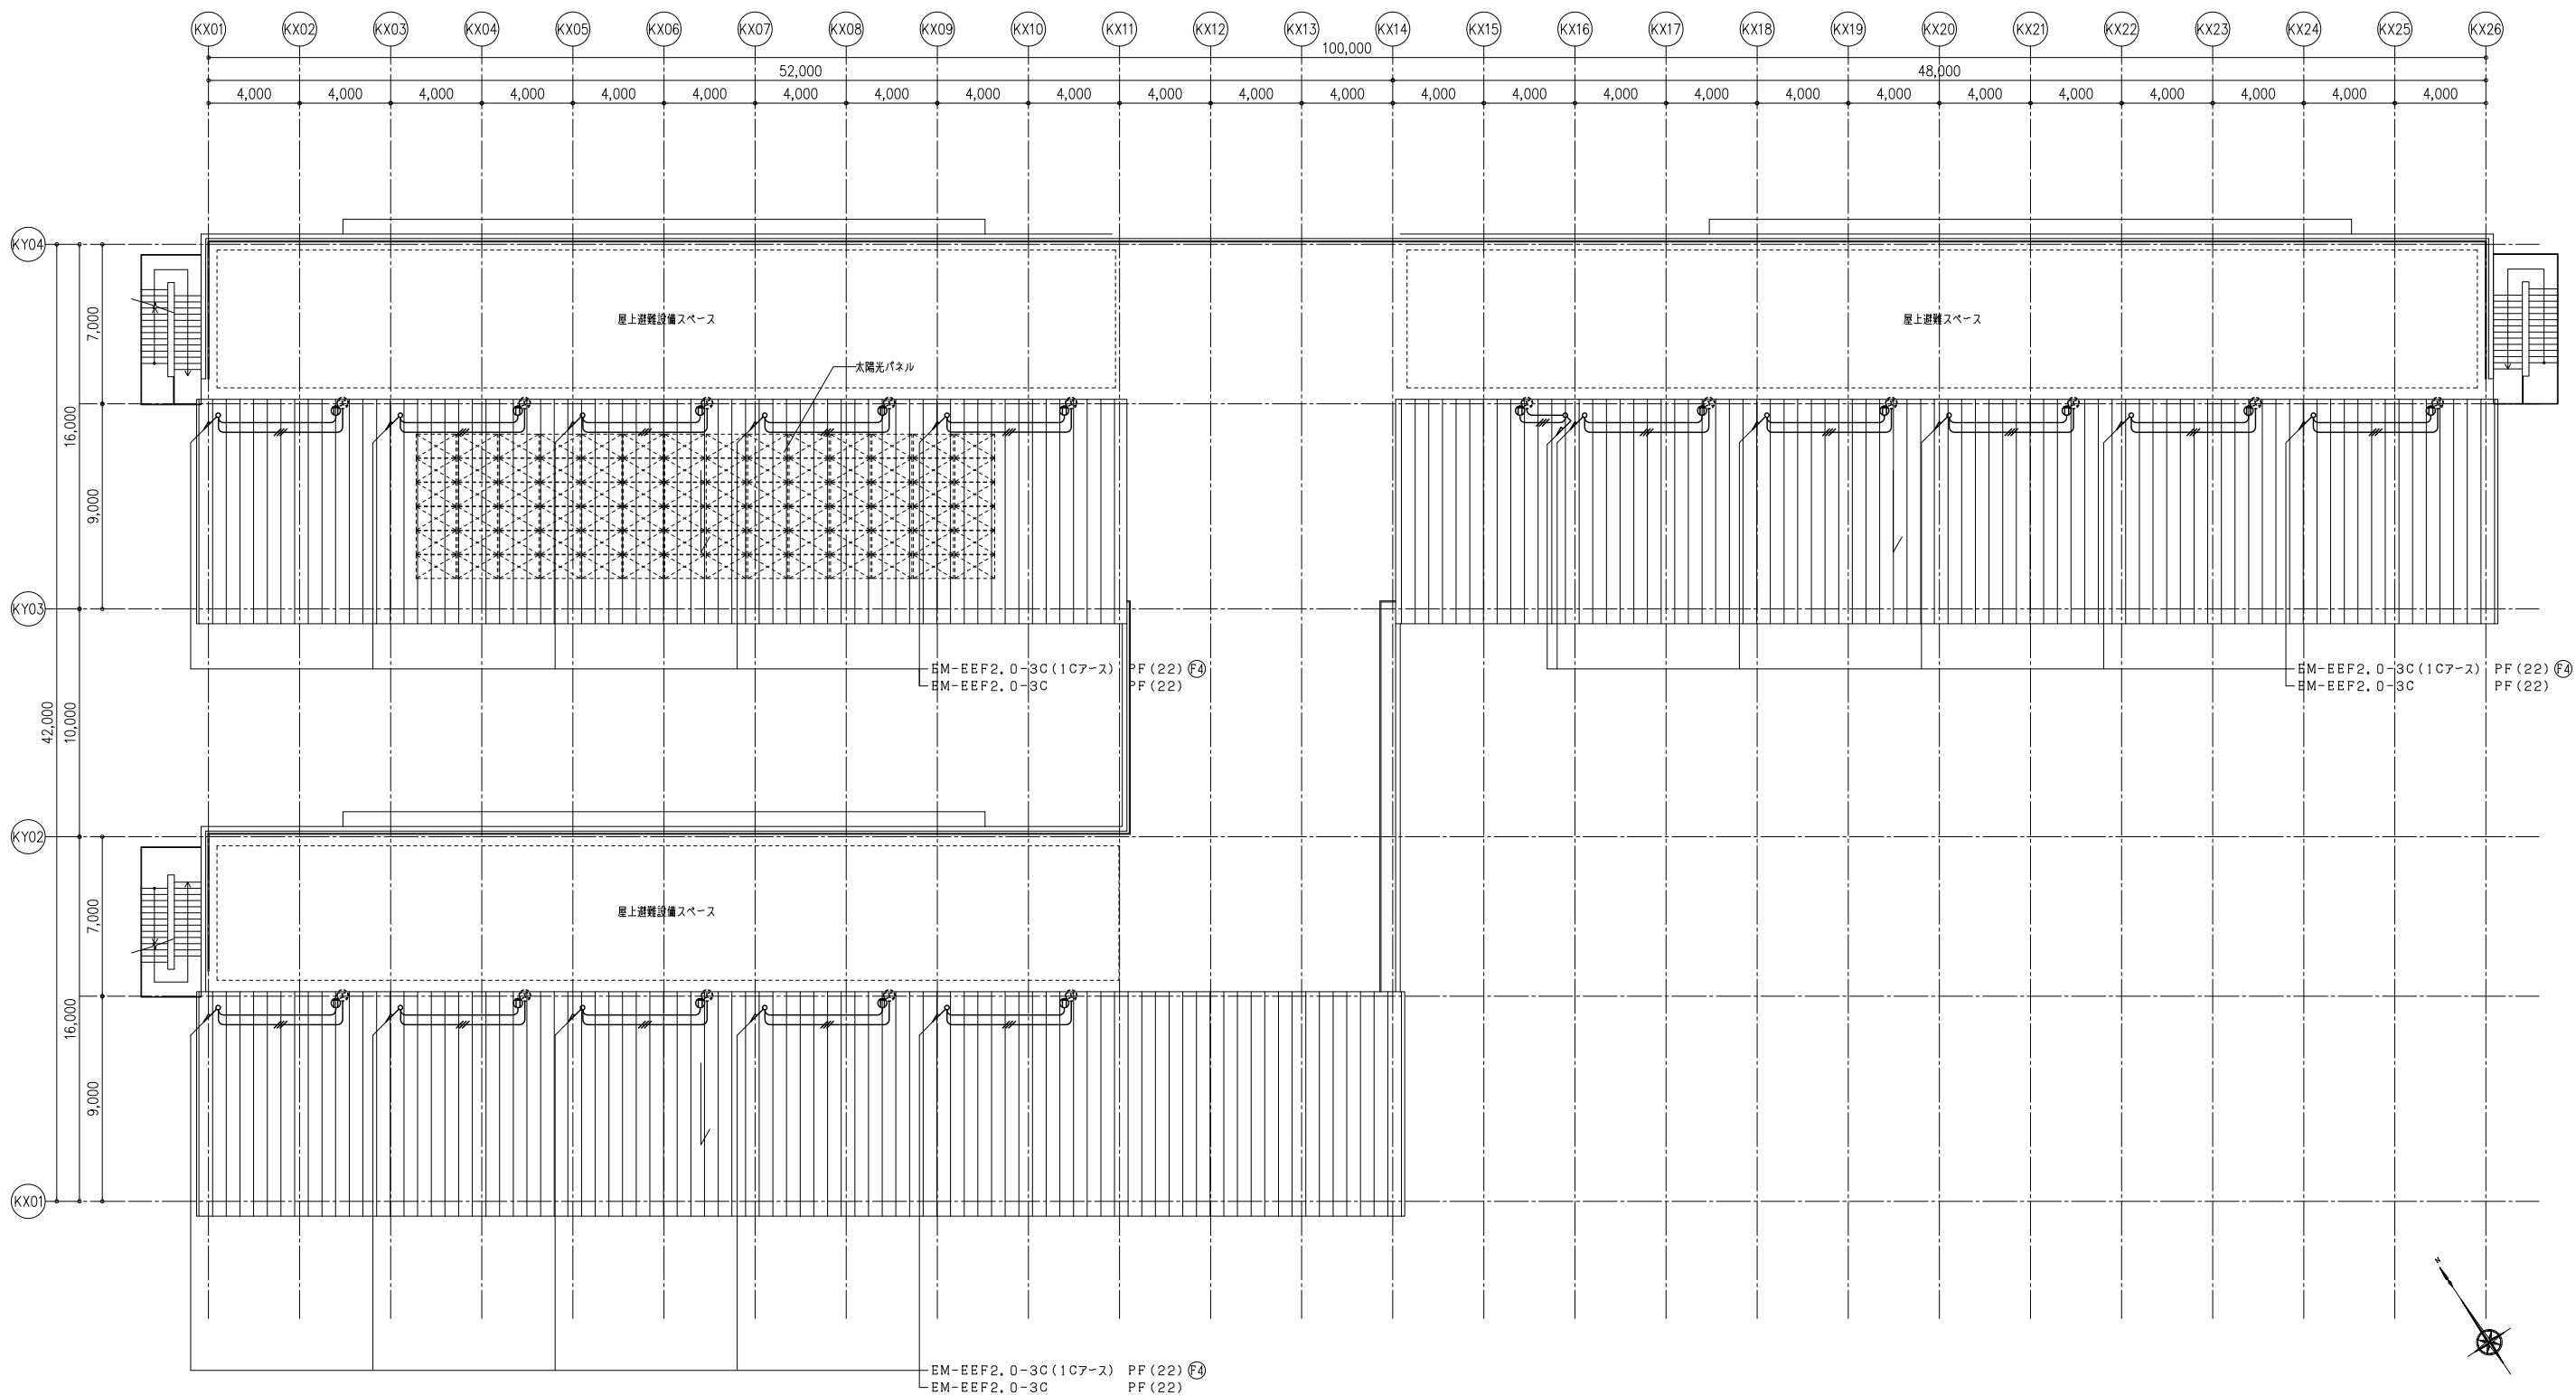 KX01 KX02 KX03 KX04 KX05 KX06 KX07 KX08 KX09 KX10 KX11 KX12 KX13 KX14 KX15 KX16 KX17 KX18 KX19 KX20 KX21 KX22 KX23 KX24 KX25 KX26
100,000
52,000 48,000
4,000 4,000 4,000 4,000 4,000 4,000 4,000 4,000 4,000 4,000 4,000 4,000 4,000 4,000 4,000 4,000 4,000 4,000 4,000 4,000 4,000 4,000 4,000 4,000 4,000
KY04
7,000
屋上避難設備スペース 屋上避難スペース
太陽光パネル
16,000
9,000
KY03
EM-EEF2.0-3C(1Cアース) PF(22) F4
EM-EEF2.0-3C PF(22)
EM-EEF2.0-3C(1Cアース) PF(22) F4
EM-EEF2.0-3C PF(22)
42,000
10,000
KY02
7,000
屋上避難設備スペース
16,000
9,000
KX01
N
EM-EEF2.0-3C(1Cアース) PF(22) F4
EM-EEF2.0-3C PF(22)